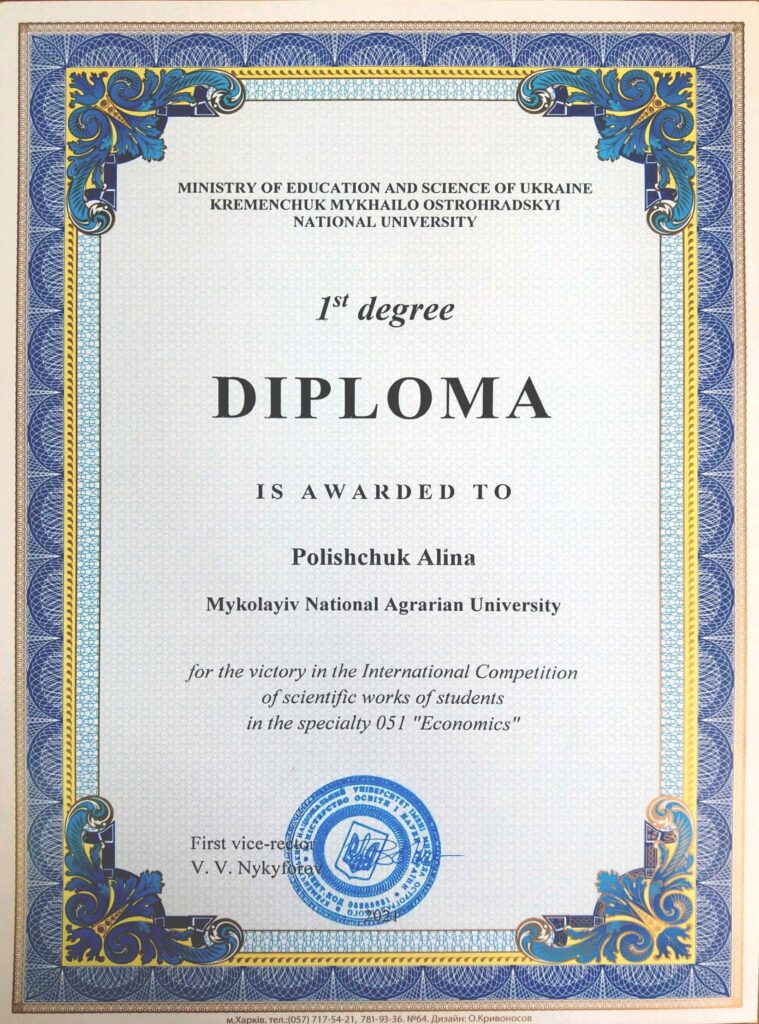 MINISTRY OF EDUCATION AND SCIENCE OF UKRAINE
KREMENCHUK MYKHAILO OSTROHRADSKYI
NATIONAL UNIVERSITY
1st degree
DIPLOMA
IS AWARDED TO
Polishchuk Alina
Mykolayiv National Agrarian University
for the victory in the International Competition
of scientific works of students
in the specialty 051 "Economics"
First vice-rector
V. V. Nykyforov
2021
м.Харків. тел.:(057) 717-54-21, 781-93-36. №64. Дизайн: О.Кривоносов